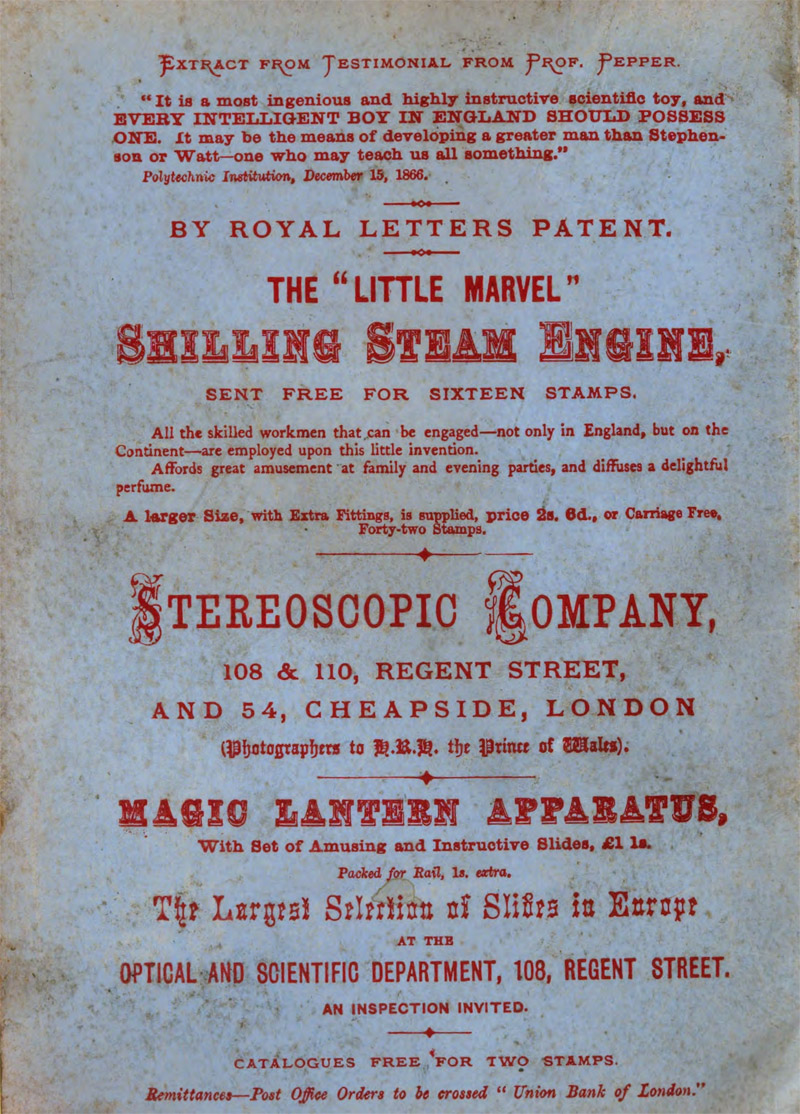 Extract from Testimonial from Prof. Pepper.
"It is a most ingenious and highly instructive scientific toy, and
EVERY INTELLIGENT BOY IN ENGLAND SHOULD POSSESS
ONE. It may be the means of developing a greater man than Stephen-
son or Watt—one who may teach us all something."
Polytechnic Institution, December 15, 1866.
BY ROYAL LETTERS PATENT.
THE "LITTLE MARVEL"
SHILLING STEAM ENGINE,
SENT FREE FOR SIXTEEN STAMPS.
All the skilled workmen that can be engaged—not only in England, but on the
Continent—are employed upon this little invention.
Affords great amusement at family and evening parties, and diffuses a delightful
perfume.
A larger Size, with Extra Fittings, is supplied, price 2s. 6d., or Carriage Free,
Forty-two Stamps.
STEREOSCOPIC COMPANY,
108 & 110, REGENT STREET,
AND 54, CHEAPSIDE, LONDON
(Photographers to H.R.H. the Prince of Wales).
MAGIC LANTERN APPARATUS,
With Set of Amusing and Instructive Slides, £1 1s.
Packed for Rail, 1s. extra.
The Largest Selection of Slides in Europe
AT THE
OPTICAL AND SCIENTIFIC DEPARTMENT, 108, REGENT STREET.
AN INSPECTION INVITED.
CATALOGUES FREE FOR TWO STAMPS.
Remittances—Post Office Orders to be crossed "Union Bank of London."